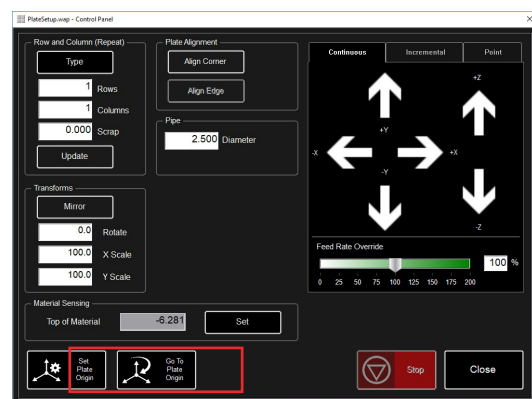 PlateSetup.wap - Control Panel
Row and Column (Repeat)
Type
1 Rows
1 Columns
0.000 Scrap
Update
Transforms
Mirror
0.0 Rotate
100.0 X Scale
100.0 Y Scale
Plate Alignment
Align Corner
Align Edge
Pipe
2.500 Diameter
Material Sensing
Top of Material -6.281 Set
Continuous Incremental Point
+Z
+Y
-X +X
-Y
-Z
Feed Rate Override
100 %
0 25 50 75 100 125 150 175 200
Set
Plate
Origin
Go To
Plate
Origin
Stop
Close